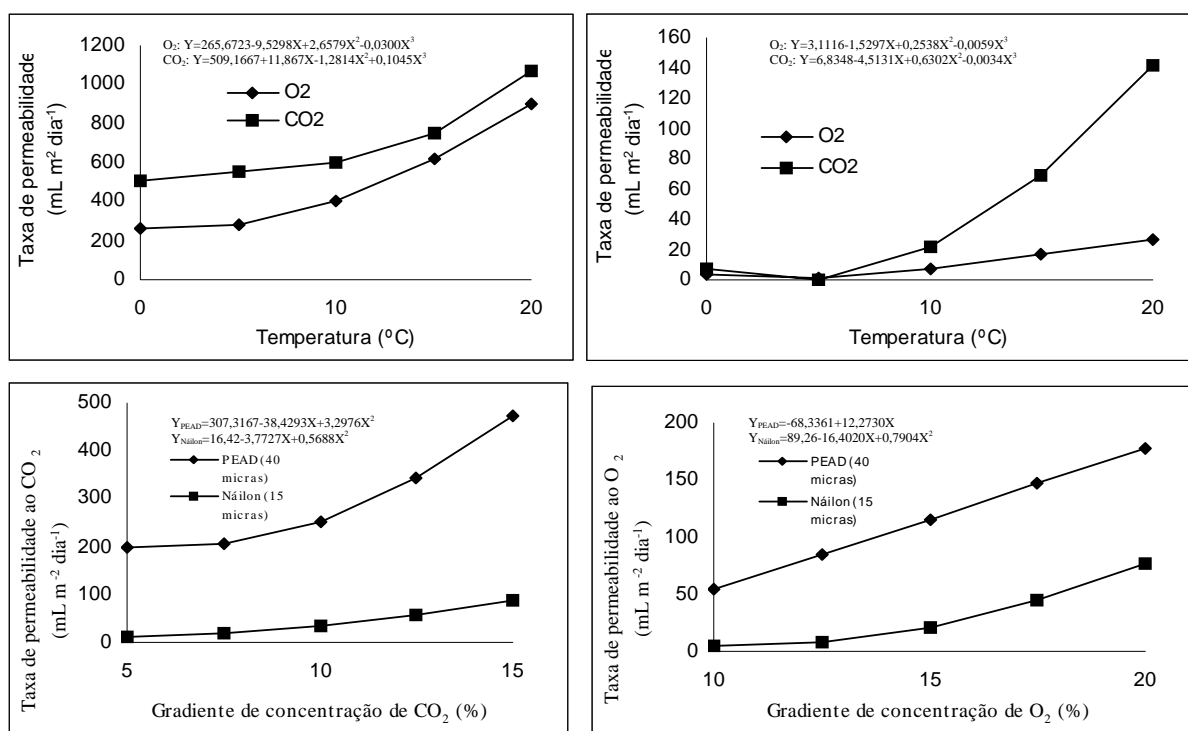 O₂: Y=265,6723-9,5298X+2,6579X²-0,0300X³
CO₂: Y=509,1667+11,867X-1,2814X²+0,1045X³
O2
CO2
Taxa de permeabilidade
(mL m² dia⁻¹)
1200
1000
800
600
400
200
0
0 10 20
Temperatura (ºC)
O₂: Y=3,1116-1,5297X+0,2538X²-0,0059X³
CO₂: Y=6,8348-4,5131X+0,6302X²-0,0034X³
O2
CO2
Taxa de permeabilidade
(mL m² dia⁻¹)
160
140
120
100
80
60
40
20
0
0 10 20
Temperatura (ºC)
Y_PEAD=307,3167-38,4293X+3,2976X²
Y_Náilon=16,42-3,7727X+0,5688X²
PEAD (40
micras)
Náilon (15
micras)
Taxa de permeabilidade ao CO₂
(mL m⁻² dia⁻¹)
500
400
300
200
100
0
5 10 15
Gradiente de concentração de CO₂ (%)
Y_PEAD=-68,3361+12,2730X
Y_Náilon=89,26-16,4020X+0,7904X²
PEAD (40
micras)
Náilon (15
micras)
Taxa de permeabilidade ao O₂
(mL m⁻² dia⁻¹)
200
150
100
50
0
10 15 20
Gradiente de concentração de O₂ (%)